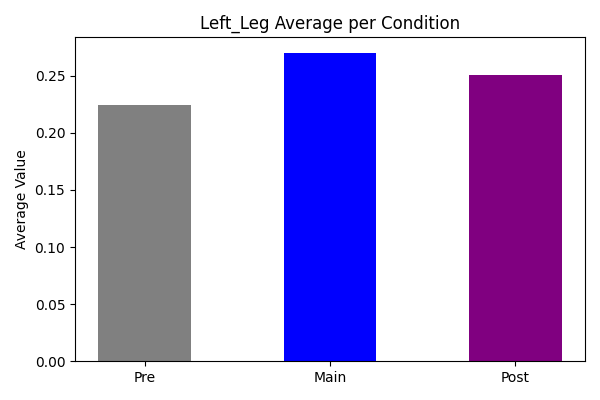 Left_Leg Average per Condition
Average Value
0.25
0.20
0.15
0.10
0.05
0.00
Pre
Main
Post